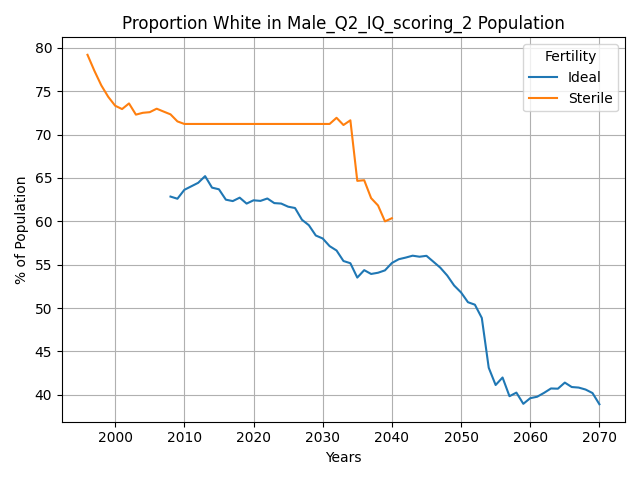 Proportion White in Male_Q2_IQ_scoring_2 Population
Fertility
Ideal
Sterile
% of Population
80
75
70
65
60
55
50
45
40
2000 2010 2020 2030 2040 2050 2060 2070
Years